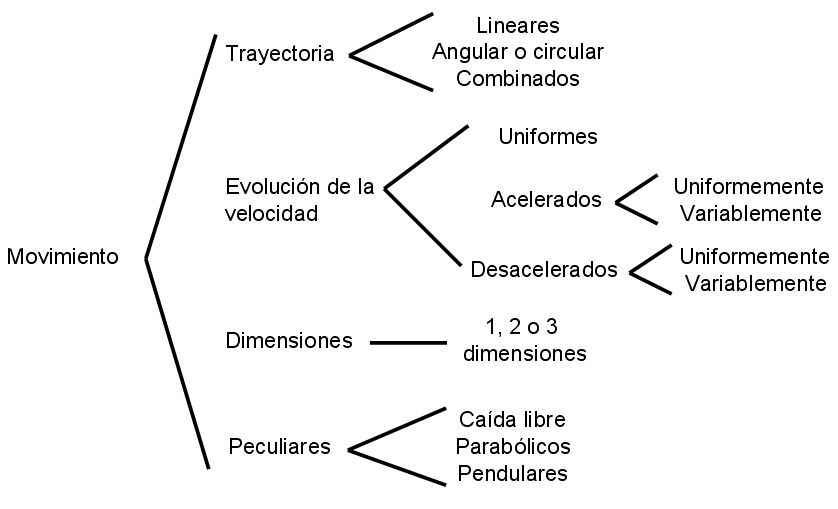 Movimiento
Trayectoria
Lineares
Angular o circular
Combinados
Evolución de la
velocidad
Uniformes
Acelerados
Uniformemente
Variablemente
Desacelerados
Uniformemente
Variablemente
Dimensiones
1, 2 o 3
dimensiones
Peculiares
Caída libre
Parabólicos
Pendulares